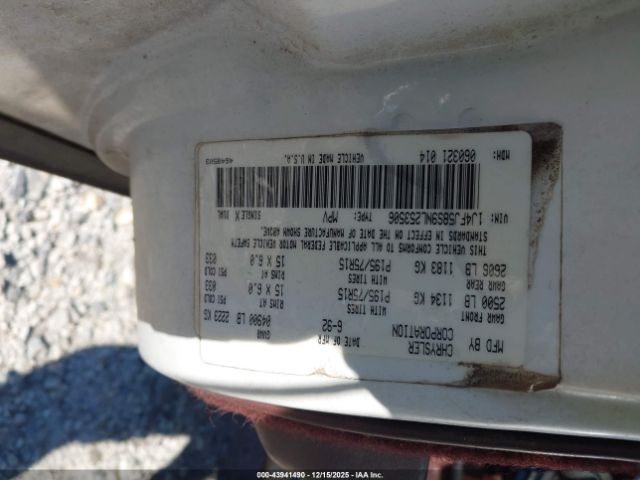 MFD BY CHRYSLER CORPORATION
DATE OF MFR 6-92
GVWR 04900 LB 2223 KG
GAWR FRONT WITH TIRES RIMS AT PSI COLD
2500 LB 1134 KG P195/75R15 15 X 6.0 033
GAWR REAR WITH TIRES RIMS AT PSI COLD
2606 LB 1183 KG P195/75R15 15 X 6.0 033
THIS VEHICLE CONFORMS TO ALL APPLICABLE FEDERAL MOTOR VEHICLE SAFETY
STANDARDS IN EFFECT ON THE DATE OF MANUFACTURE SHOWN ABOVE.
VIN: 1J4FJ58S9NL253506 TYPE: MPV SINGLE X DUAL
MDH: 060321 014 VEHICLE MADE IN U.S.A.
000-43941490 - 12/15/2025 - IAA Inc.